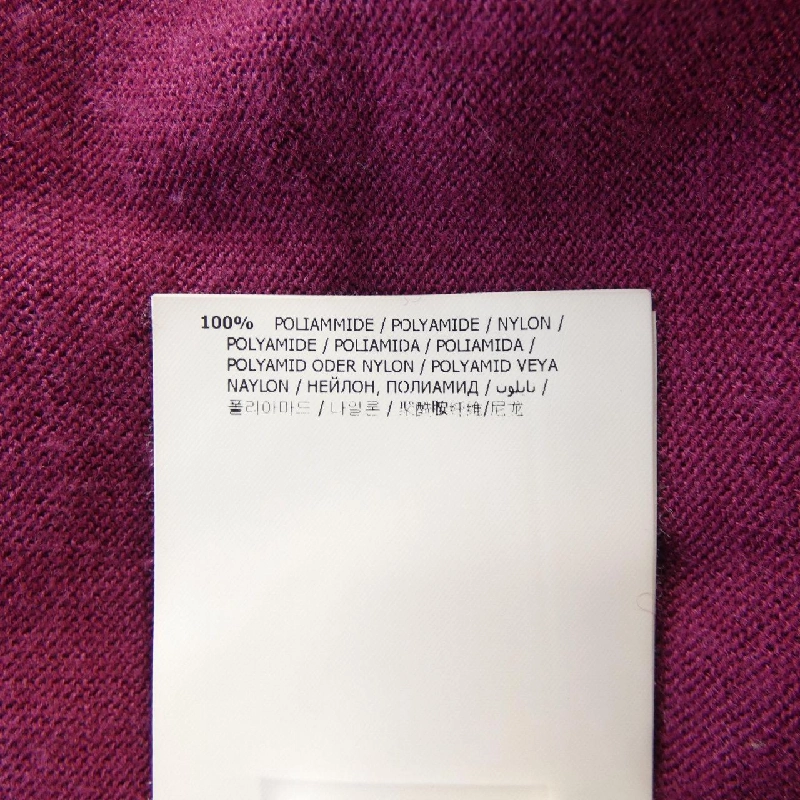 100% POLIAMMIDE / POLYAMIDE / NYLON /
POLYAMIDE / POLIAMIDA / POLIAMIDA /
POLYAMID ODER NYLON / POLYAMID VEYA
NAYLON / НЕЙЛОН, ПОЛИАМИД / نايلون /
폴리아마드 / 나일론 / 聚酰胺纤维/尼龙